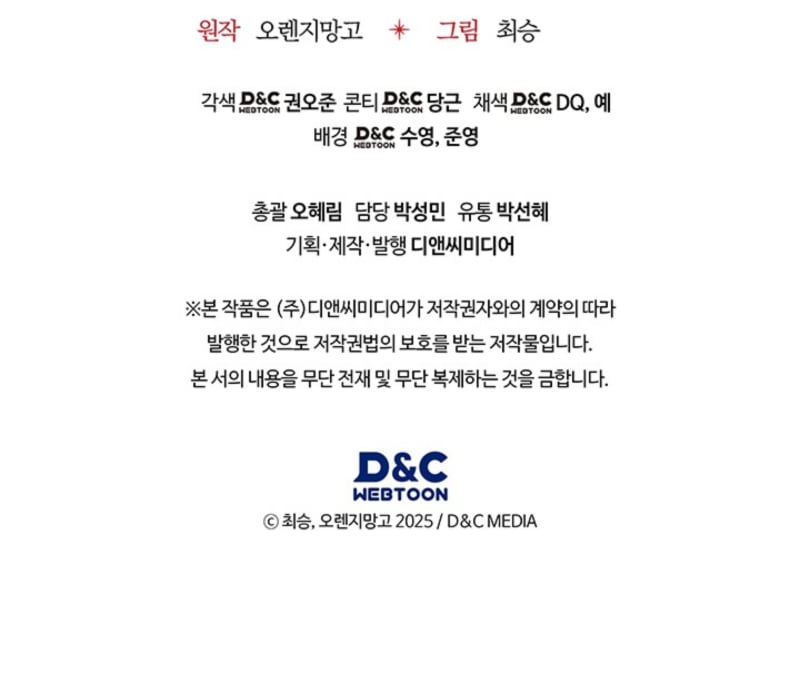 원작 오렌지망고 ✶ 그림 최승
각색 D&C WEBTOON 권오준 콘티 D&C WEBTOON 당근 채색 D&C WEBTOON DQ, 예
배경 D&C WEBTOON 수영, 준영
총괄 오혜림 담당 박성민 유통 박선혜
기획·제작·발행 디앤씨미디어
※본 작품은 (주)디앤씨미디어가 저작권자와의 계약의 따라
발행한 것으로 저작권법의 보호를 받는 저작물입니다.
본 서의 내용을 무단 전재 및 무단 복제하는 것을 금합니다.
D&C
WEBTOON
ⓒ 최승, 오렌지망고 2025 / D&C MEDIA